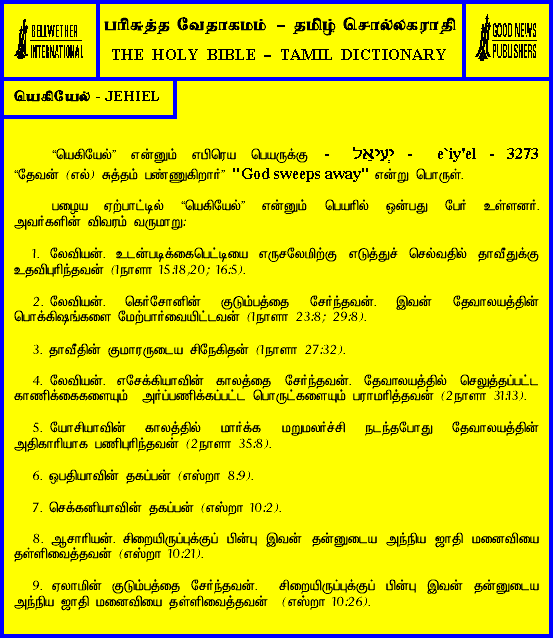 BELLWETHER
INTERNATIONAL
பரிசுத்த வேதாகமம் – தமிழ் சொல்லகராதி
THE HOLY BIBLE – TAMIL DICTIONARY
GOOD NEWS
PUBLISHERS
யெகியேல் - JEHIEL
“யெகியேல்” என்னும் எபிரெய பெயருக்கு - יְעִיאֵל - e`iy'el - 3273
“தேவன் (எல்) சுத்தம் பண்ணுகிறார்” "God sweeps away" என்று பொருள்.
பழைய ஏற்பாட்டில் “யெகியேல்” என்னும் பெயரில் ஒன்பது பேர் உள்ளனர்.
அவர்களின் விவரம் வருமாறு:
1. லேவியன். உடன்படிக்கைபெட்டியை எருசலேமிற்கு எடுத்துச் செல்வதில் தாவீதுக்கு
உதவிபுரிந்தவன் (1நாளா 15:18,20; 16:5).
2. லேவியன். கெர்சோனின் குடும்பத்தை சேர்ந்தவன். இவன் தேவாலயத்தின்
பொக்கிஷங்களை மேற்பார்வையிட்டவன் (1நாளா 23:8; 29:8).
3. தாவீதின் குமாரருடைய சிநேகிதன் (1நாளா 27:32).
4. லேவியன். எசேக்கியாவின் காலத்தை சேர்ந்தவன். தேவாலயத்தில் செலுத்தப்பட்ட
காணிக்கைகளையும் அர்ப்பணிக்கப்பட்ட பொருட்களையும் பராமரித்தவன் (2நாளா 31:13).
5. யோசியாவின் காலத்தில் மார்க்க மறுமலர்ச்சி நடந்தபோது தேவாலயத்தின்
அதிகாரியாக பணிபுரிந்தவன் (2நாளா 35:8).
6. ஒபதியாவின் தகப்பன் (எஸ்றா 8:9).
7. செக்கனியாவின் தகப்பன் (எஸ்றா 10:2).
8. ஆசாரியன். சிறையிருப்புக்குப் பின்பு இவன் தன்னுடைய அந்நிய ஜாதி மனைவியை
தள்ளிவைத்தவன் (எஸ்றா 10:21).
9. ஏலாமின் குடும்பத்தை சேர்ந்தவன். சிறையிருப்புக்குப் பின்பு இவன் தன்னுடைய
அந்நிய ஜாதி மனைவியை தள்ளிவைத்தவன் (எஸ்றா 10:26).